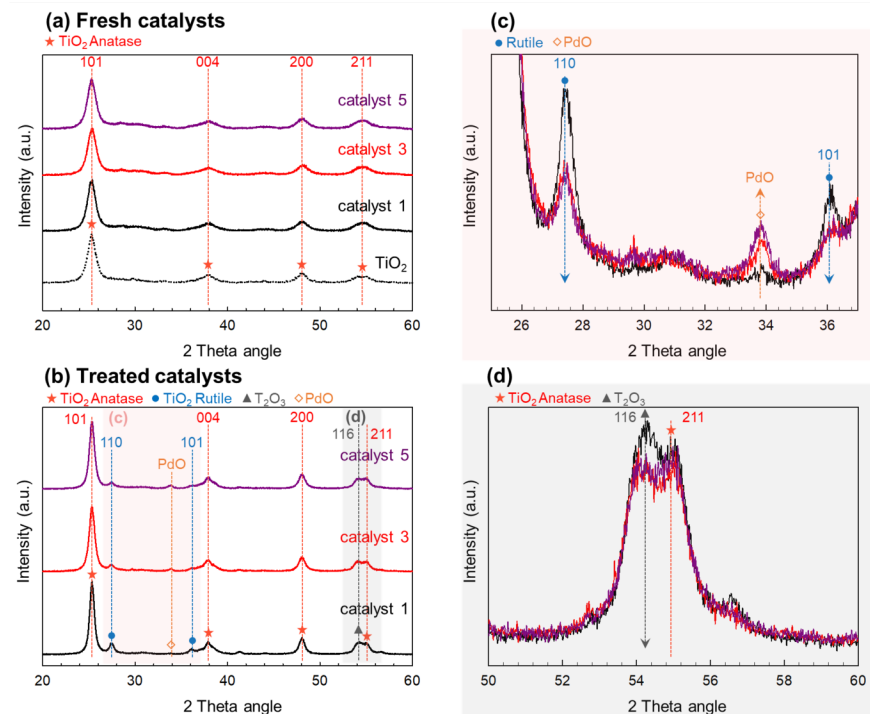 (a) Fresh catalysts
★ TiO₂ Anatase
101 004 200 211
catalyst 5
catalyst 3
catalyst 1
TiO₂
Intensity (a.u.)
20 30 40 50 60
2 Theta angle
(c)
Rutile PdO
110
PdO
101
Intensity (a.u.)
26 28 30 32 34 36
2 Theta angle
(b) Treated catalysts
★ TiO₂ Anatase ● TiO₂ Rutile ▲ T₂O₃ ◇ PdO
101 (c) 004 200 (d)
110 101 116 211
PdO
catalyst 5
catalyst 3
catalyst 1
Intensity (a.u.)
20 30 40 50 60
2 Theta angle
(d)
★ TiO₂ Anatase ▲ T₂O₃
116 211
Intensity (a.u.)
50 52 54 56 58 60
2 Theta angle